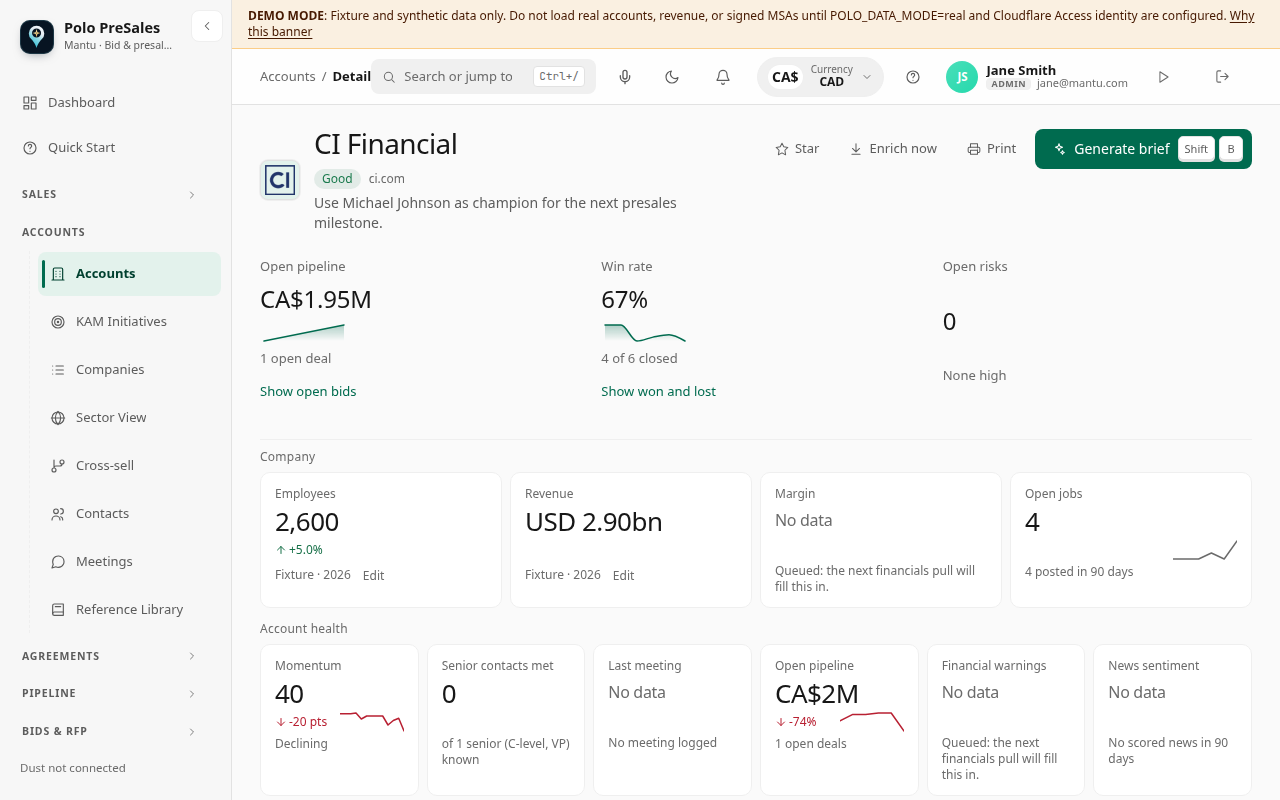 Polo PreSales
Mantu · Bid & presal...
Dashboard
Quick Start
SALES
ACCOUNTS
Accounts
KAM Initiatives
Companies
Sector View
Cross-sell
Contacts
Meetings
Reference Library
AGREEMENTS
PIPELINE
BIDS & RFP
Dust not connected
DEMO MODE: Fixture and synthetic data only. Do not load real accounts, revenue, or signed MSAs until POLO_DATA_MODE=real and Cloudflare Access identity are configured. Why
this banner
Accounts / Detail
Search or jump to Ctrl+/
CA$ Currency CAD
JS
Jane Smith
ADMIN jane@mantu.com
CI
CI Financial
Good ci.com
Use Michael Johnson as champion for the next presales
milestone.
Star
Enrich now
Print
Generate brief Shift B
Open pipeline
CA$1.95M
1 open deal
Show open bids
Win rate
67%
4 of 6 closed
Show won and lost
Open risks
0
None high
Company
Employees
2,600
↑ +5.0%
Fixture · 2026 Edit
Revenue
USD 2.90bn
Fixture · 2026 Edit
Margin
No data
Queued: the next financials pull will
fill this in.
Open jobs
4
4 posted in 90 days
Account health
Momentum
40
↓ -20 pts
Declining
Senior contacts met
0
of 1 senior (C-level, VP)
known
Last meeting
No data
No meeting logged
Open pipeline
CA$2M
↓ -74%
1 open deals
Financial warnings
No data
Queued: the next
financials pull will fill
this in.
News sentiment
No data
No scored news in 90
days